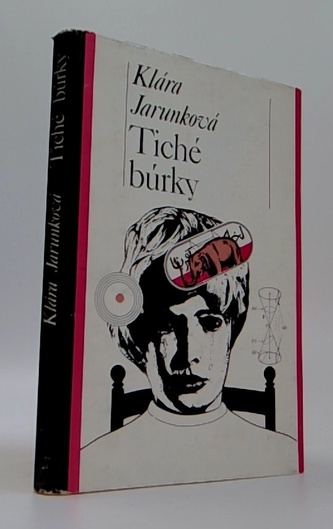 Klára
Jarunková
Tiché
búrky
Klára Jarunková Tiché búrky